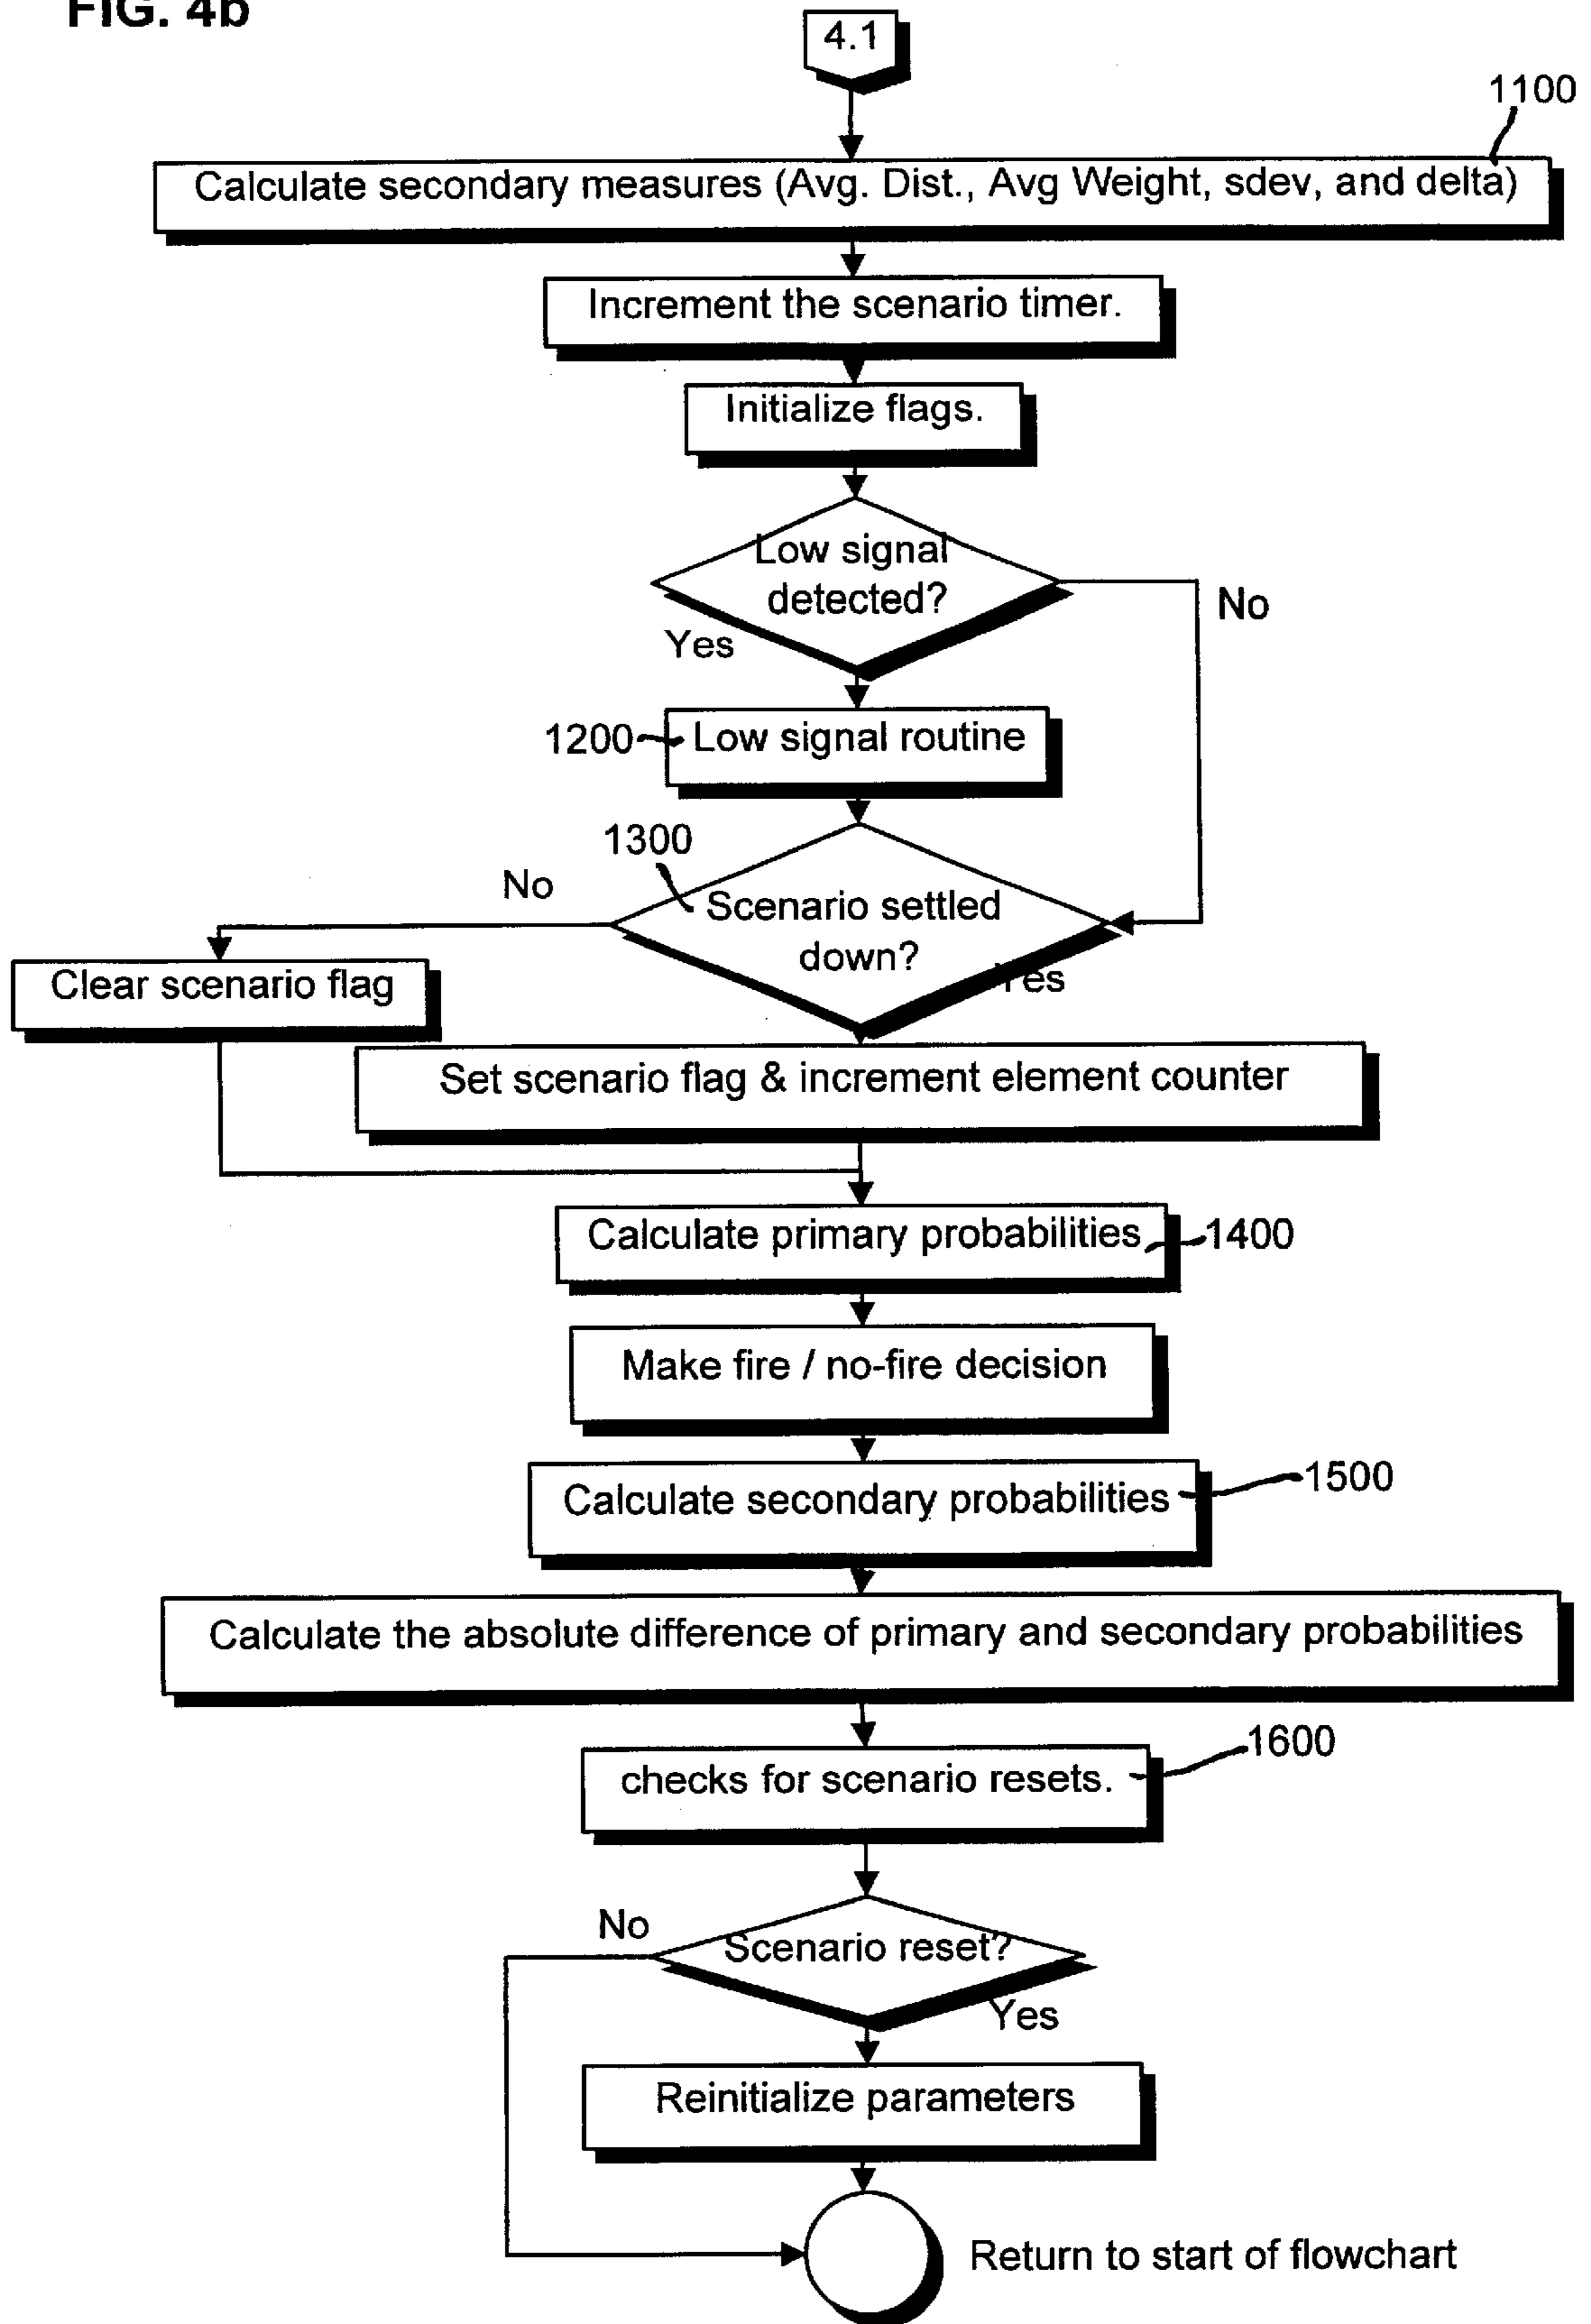 FIG. 4b
4.1
1100
Calculate secondary measures (Avg. Dist., Avg Weight, sdev, and delta)
Increment the scenario timer.
Initialize flags.
Low signal
detected?
No
Yes
1200
Low signal routine
1300
No
Scenario settled
down?
Yes
Clear scenario flag
Set scenario flag & increment element counter
Calculate primary probabilities
1400
Make fire / no-fire decision
1500
Calculate secondary probabilities
Calculate the absolute difference of primary and secondary probabilities
1600
checks for scenario resets.
No
Scenario reset?
Yes
Reinitialize parameters
Return to start of flowchart